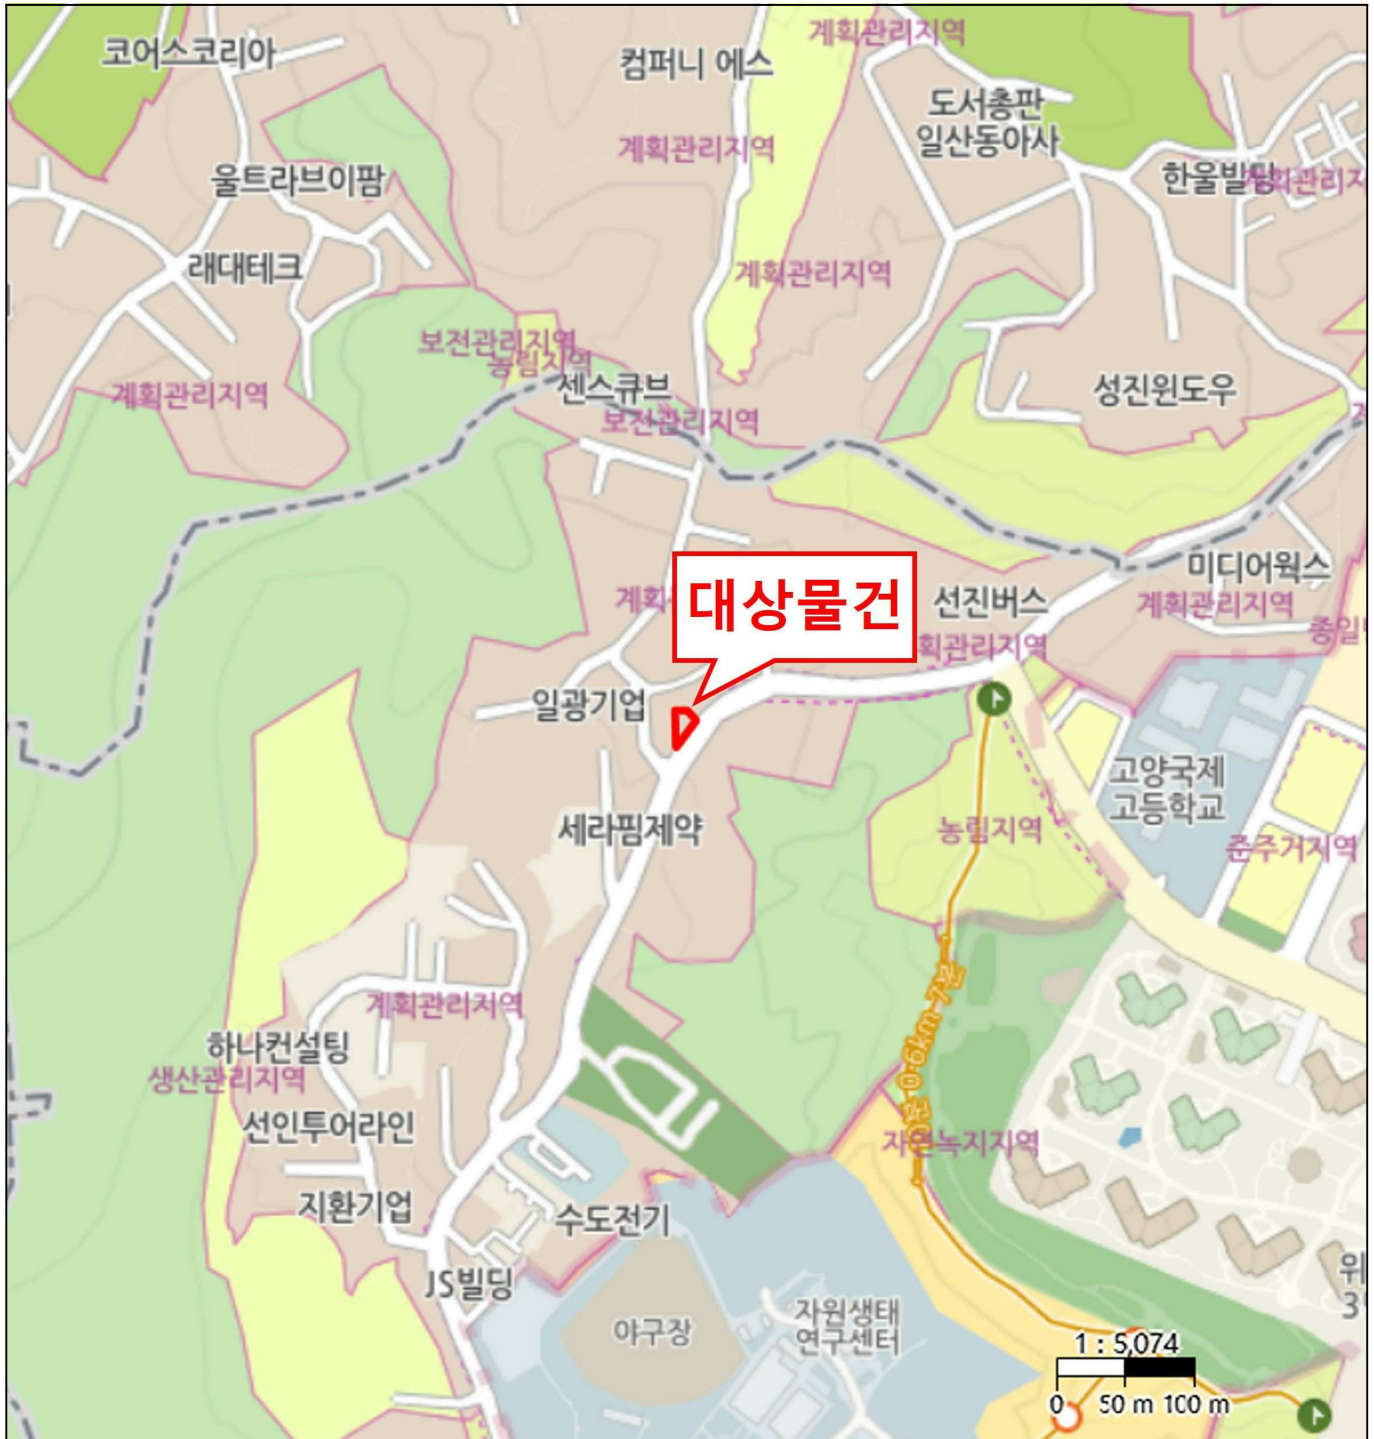 계획관리지역
코어스코리아
컴퍼니 에스
도서총판
일산동아사
계획관리지역
울트라브이팜
한울빌딩
계획관리지
래대테크
계획관리지역
보전관리지역
농림지역
센스큐브
계획관리지역
성진윈도우
보전관리지역
미디어웍스
대상물건
선진버스
계획관리지역
종일
획관리지역
일광기업
고양국제
고등학교
세라핌제약
농림지역
준주거지역
계획관리지역
하나컨설팅
생산관리지역
선인투어라인
자연녹지지역
지환기업
수도전기
JS빌딩
자원생태
연구센터
야구장
위
3
1 : 5,074
0 50 m 100 m